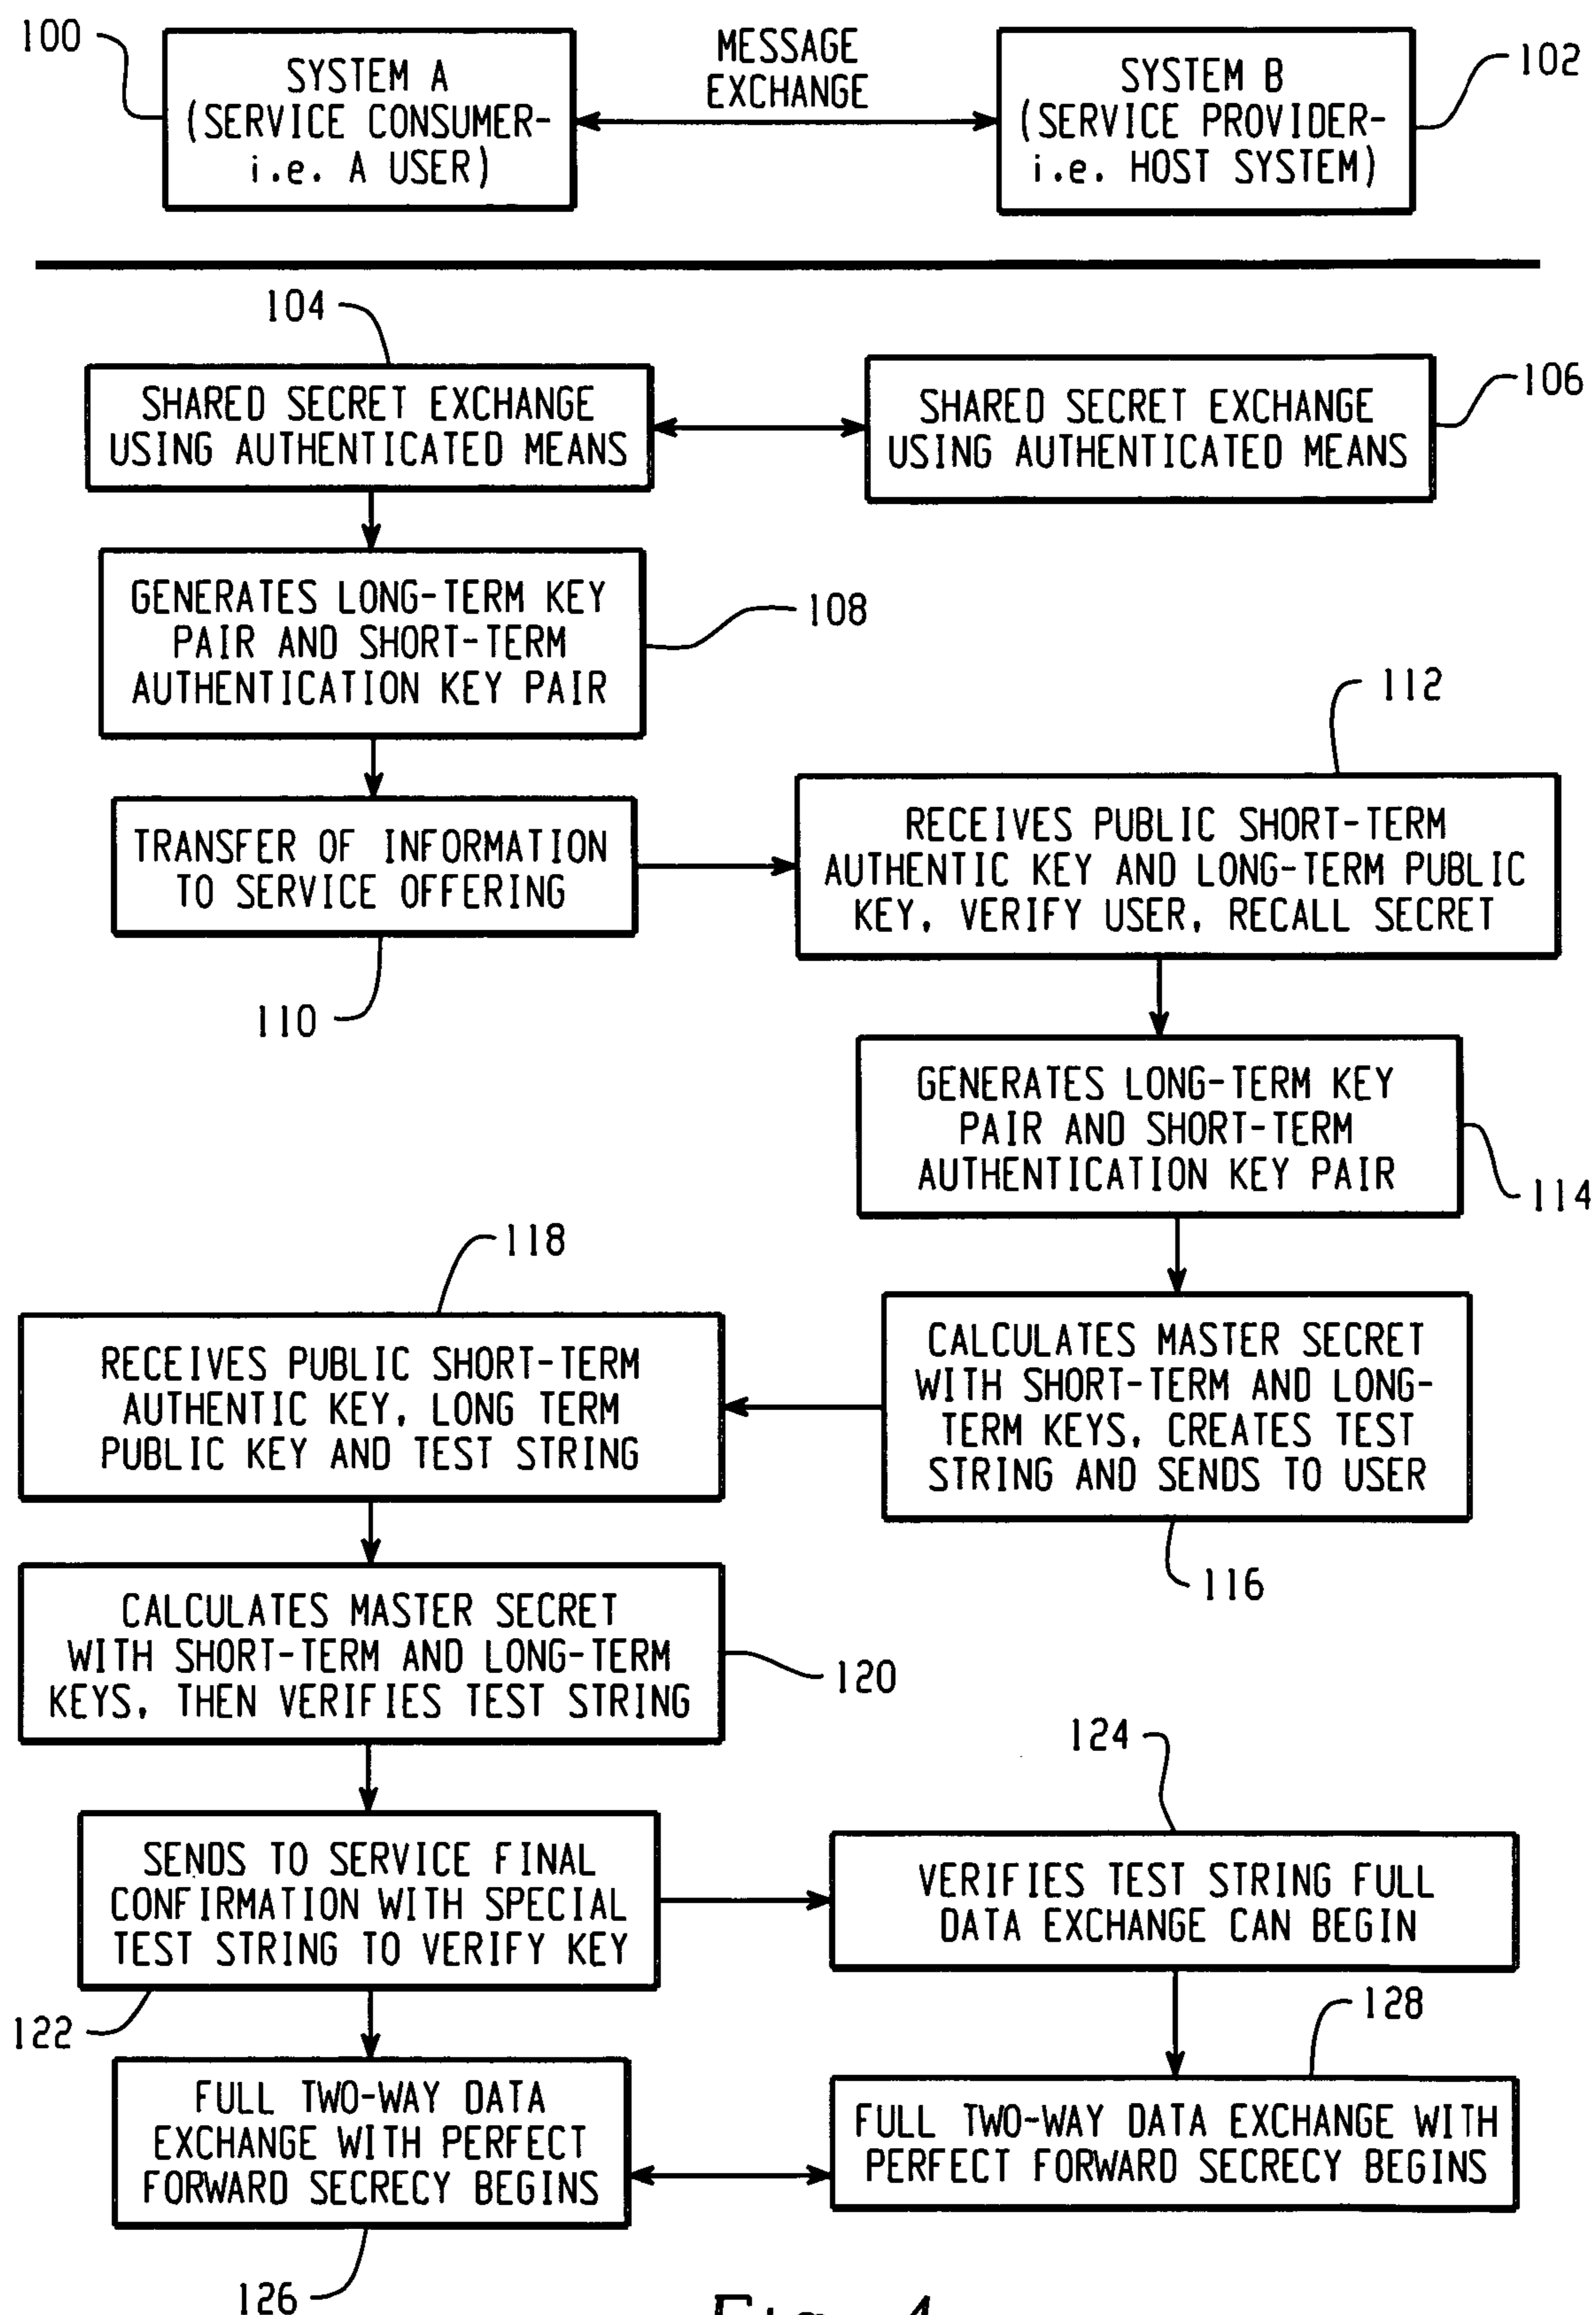 100
SYSTEM A
(SERVICE CONSUMER-
i.e. A USER)
MESSAGE
EXCHANGE
SYSTEM B
(SERVICE PROVIDER-
i.e. HOST SYSTEM)
102
104
SHARED SECRET EXCHANGE
USING AUTHENTICATED MEANS
SHARED SECRET EXCHANGE
USING AUTHENTICATED MEANS
106
GENERATES LONG-TERM KEY
PAIR AND SHORT-TERM
AUTHENTICATION KEY PAIR
108
TRANSFER OF INFORMATION
TO SERVICE OFFERING
110
112
RECEIVES PUBLIC SHORT-TERM
AUTHENTIC KEY AND LONG-TERM PUBLIC
KEY, VERIFY USER, RECALL SECRET
GENERATES LONG-TERM KEY
PAIR AND SHORT-TERM
AUTHENTICATION KEY PAIR
114
CALCULATES MASTER SECRET
WITH SHORT-TERM AND LONG-
TERM KEYS, CREATES TEST
STRING AND SENDS TO USER
116
118
RECEIVES PUBLIC SHORT-TERM
AUTHENTIC KEY, LONG TERM
PUBLIC KEY AND TEST STRING
CALCULATES MASTER SECRET
WITH SHORT-TERM AND LONG-TERM
KEYS, THEN VERIFIES TEST STRING
120
SENDS TO SERVICE FINAL
CONFIRMATION WITH SPECIAL
TEST STRING TO VERIFY KEY
122
124
VERIFIES TEST STRING FULL
DATA EXCHANGE CAN BEGIN
FULL TWO-WAY DATA
EXCHANGE WITH PERFECT
FORWARD SECRECY BEGINS
126
128
FULL TWO-WAY DATA EXCHANGE WITH
PERFECT FORWARD SECRECY BEGINS